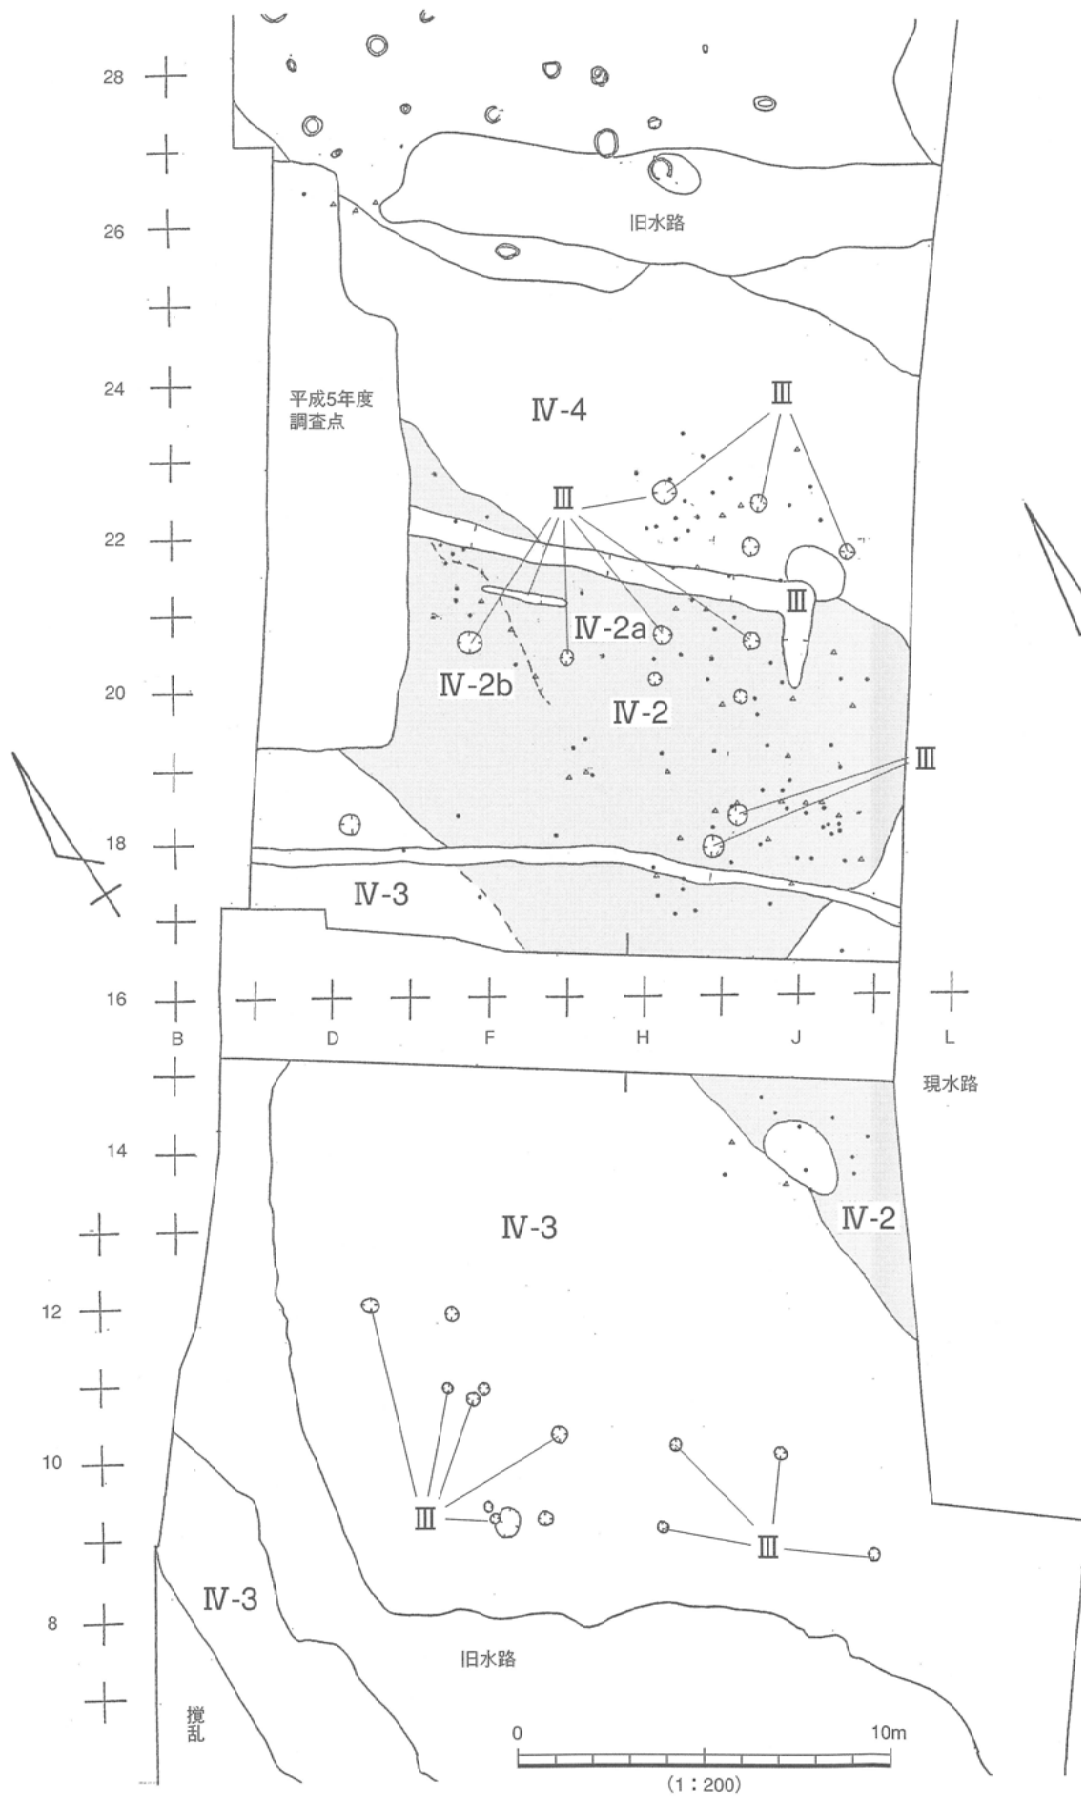 28
26
旧水路
24
平成5年度
調査点
Ⅳ-4
Ⅲ
Ⅲ
22
Ⅲ
Ⅳ-2a
Ⅳ-2b
20
Ⅳ-2
Ⅲ
18
Ⅳ-3
16
B D F H J L
現水路
14
Ⅳ-2
Ⅳ-3
12
10
Ⅲ
Ⅲ
Ⅳ-3
8
旧水路
攪乱
0 10m
(1：200)